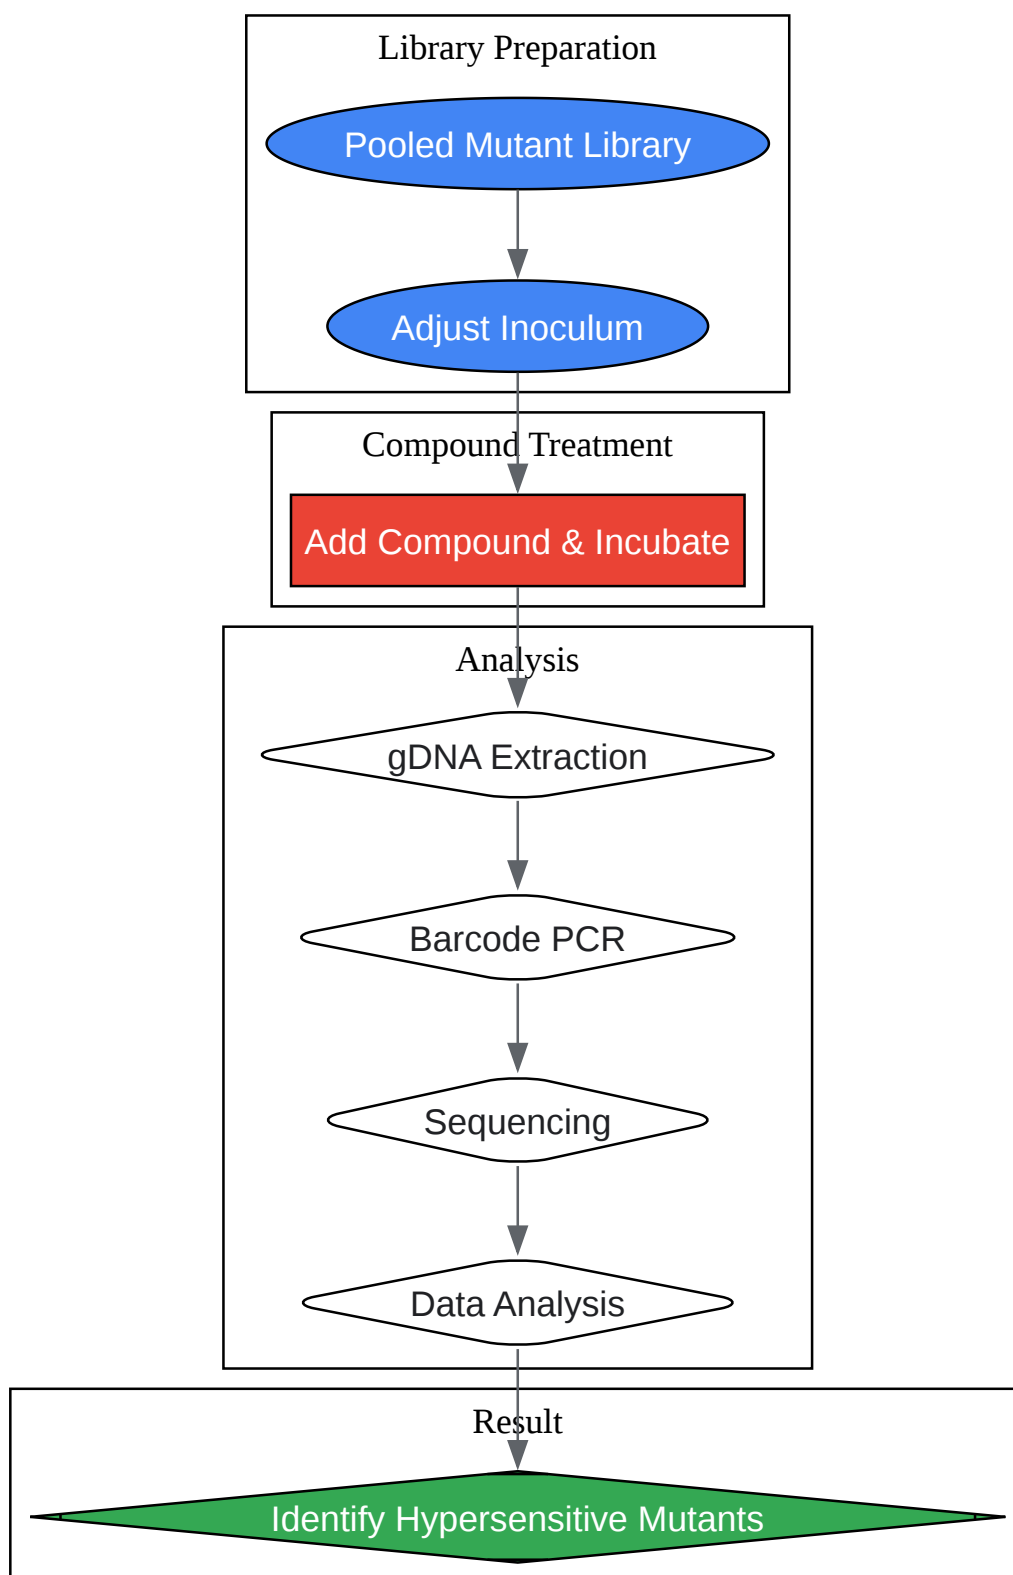 Library Preparation
Pooled Mutant Library
Adjust Inoculum
Compound Treatment
Add Compound & Incubate
Analysis
gDNA Extraction
Barcode PCR
Sequencing
Data Analysis
Result
Identify Hypersensitive Mutants